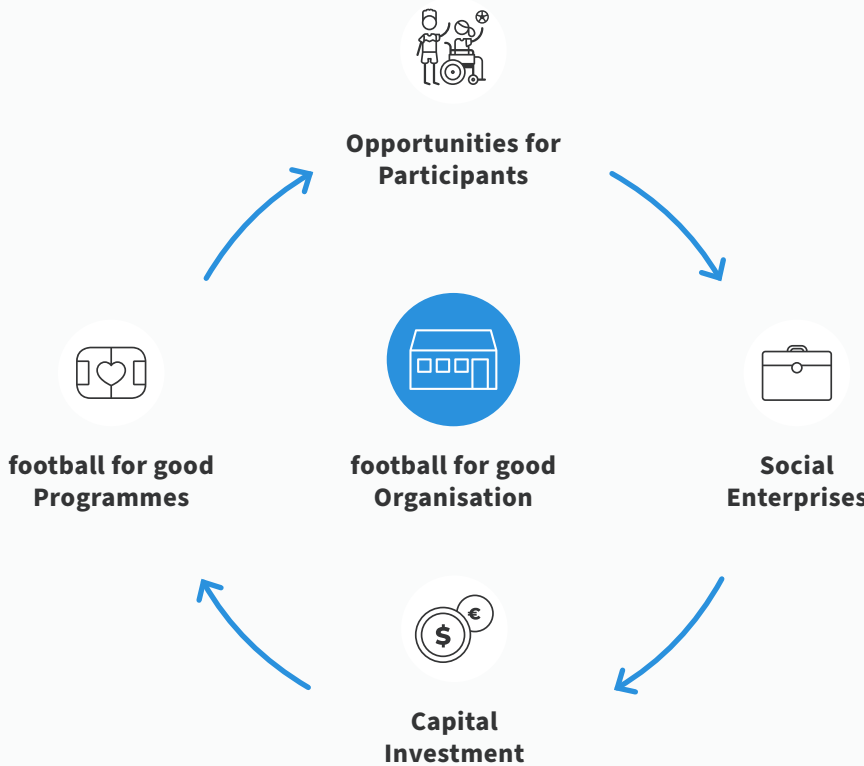 Opportunities for
Participants
football for good
Programmes
football for good
Organisation
Social
Enterprises
$
€
Capital
Investment